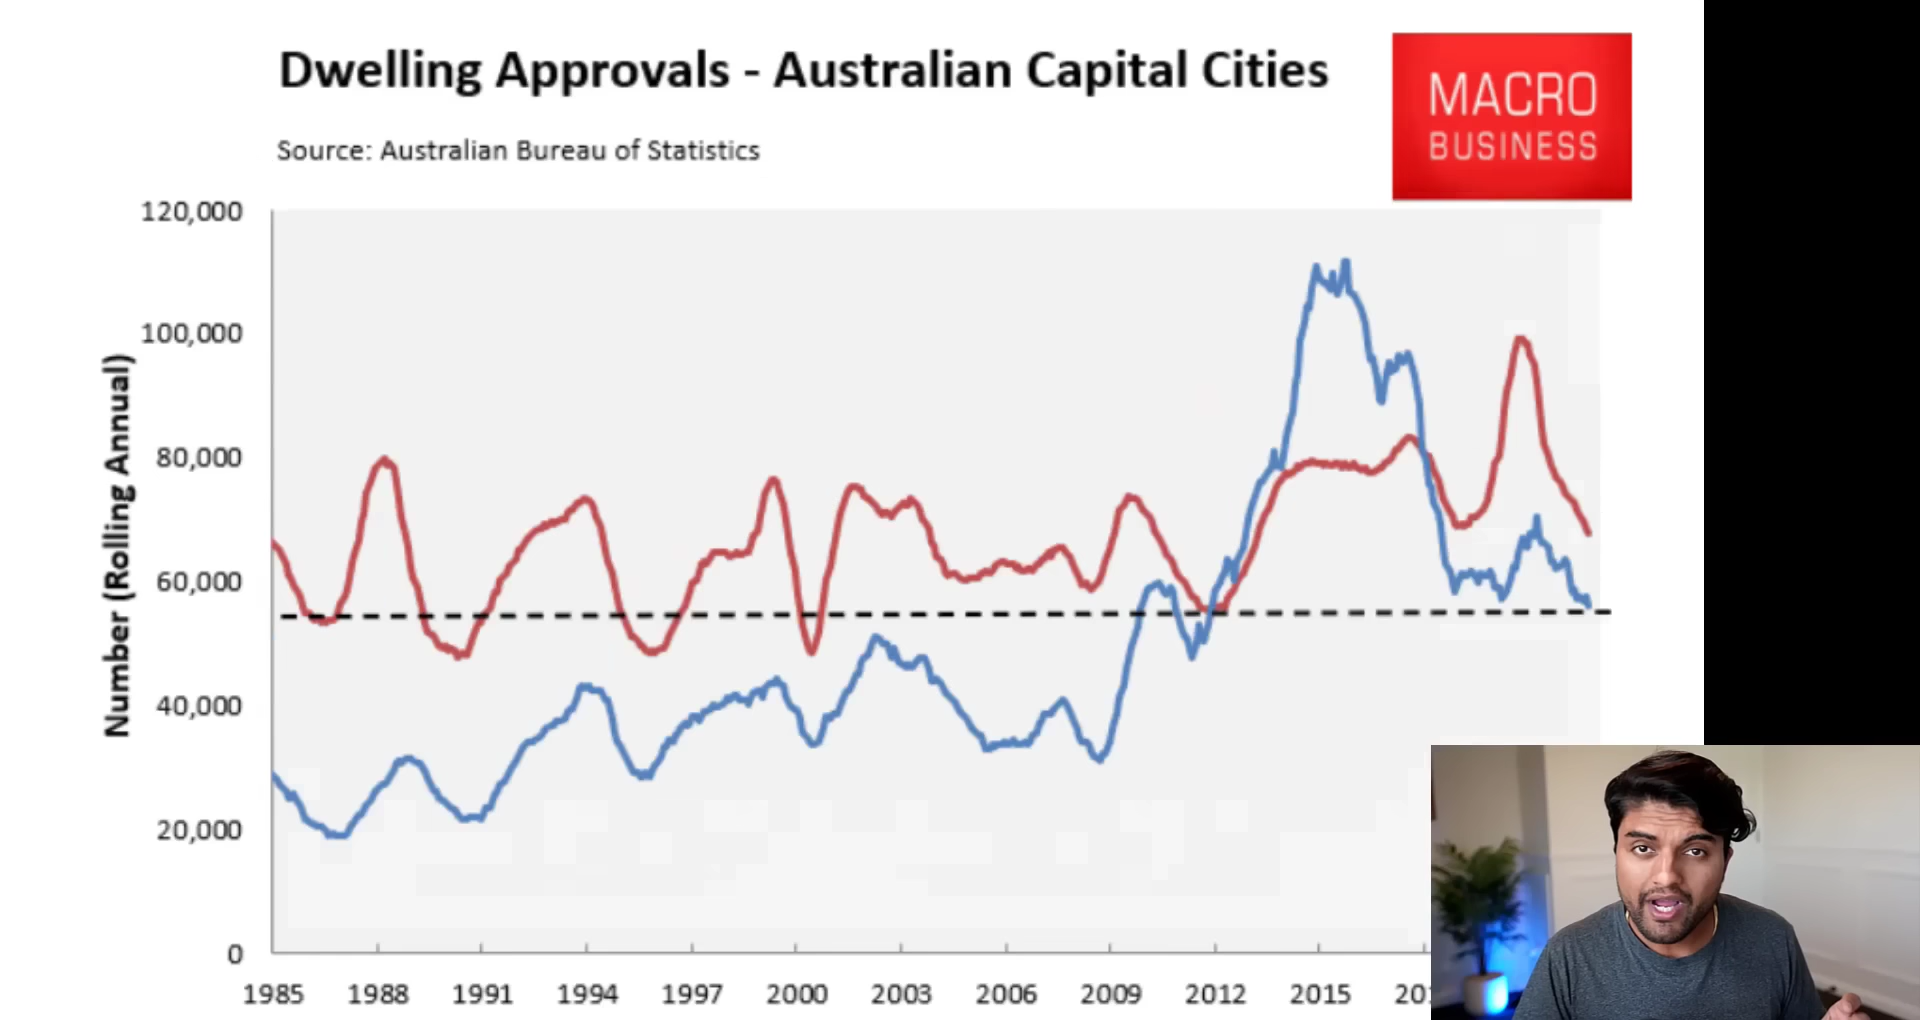 Dwelling Approvals - Australian Capital Cities
Source: Australian Bureau of Statistics
MACRO
BUSINESS
Number (Rolling Annual)
120,000
100,000
80,000
60,000
40,000
20,000
0
1985 1988 1991 1994 1997 2000 2003 2006 2009 2012 2015